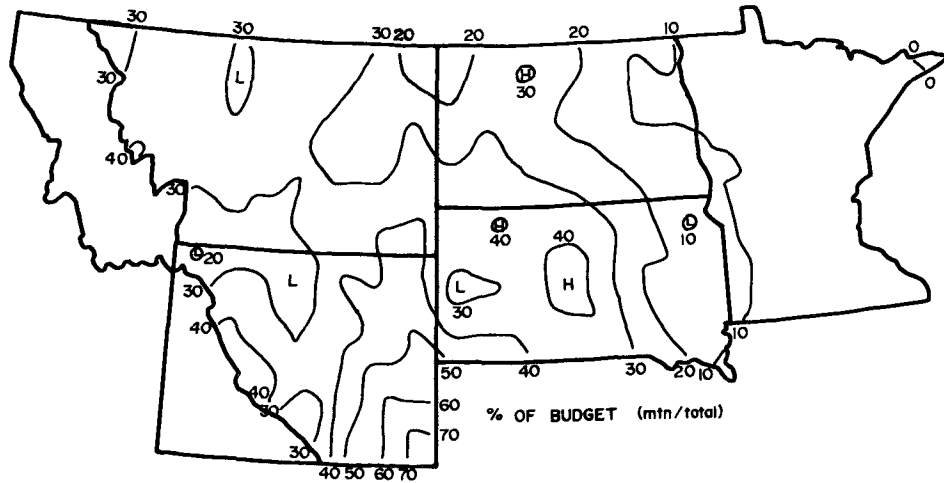 30 30 30 20 20 20 10 0
L H 30
30 0
40
30
H 40 40 L 10
L 20
L L 30 H
30
40
10
50 40 30 20 10
40 60
30 % OF BUDGET (mtn/total)
70
30
40 50 60 70